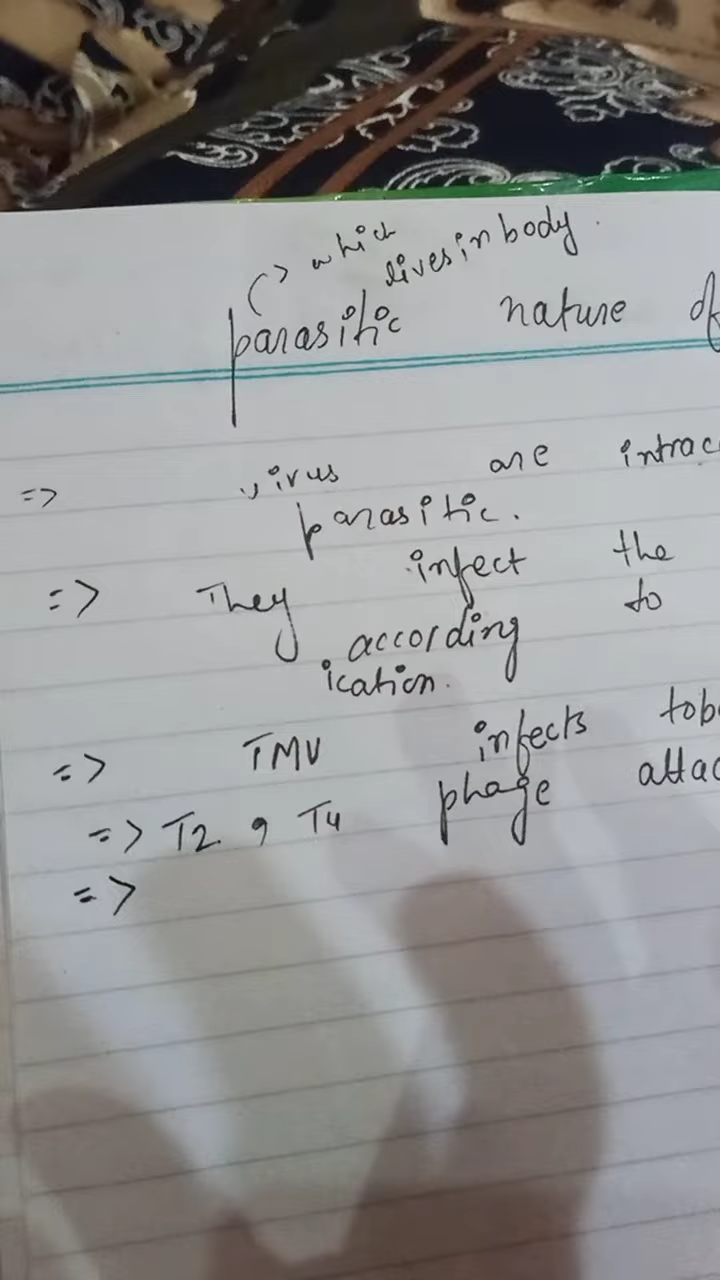 which
lives in body.
parasitic nature of
=> virus are intrac
parasitic.
=> They infect the
according to
ication.
=> TMV infects tob
=> T2, T4 phage attac
=>